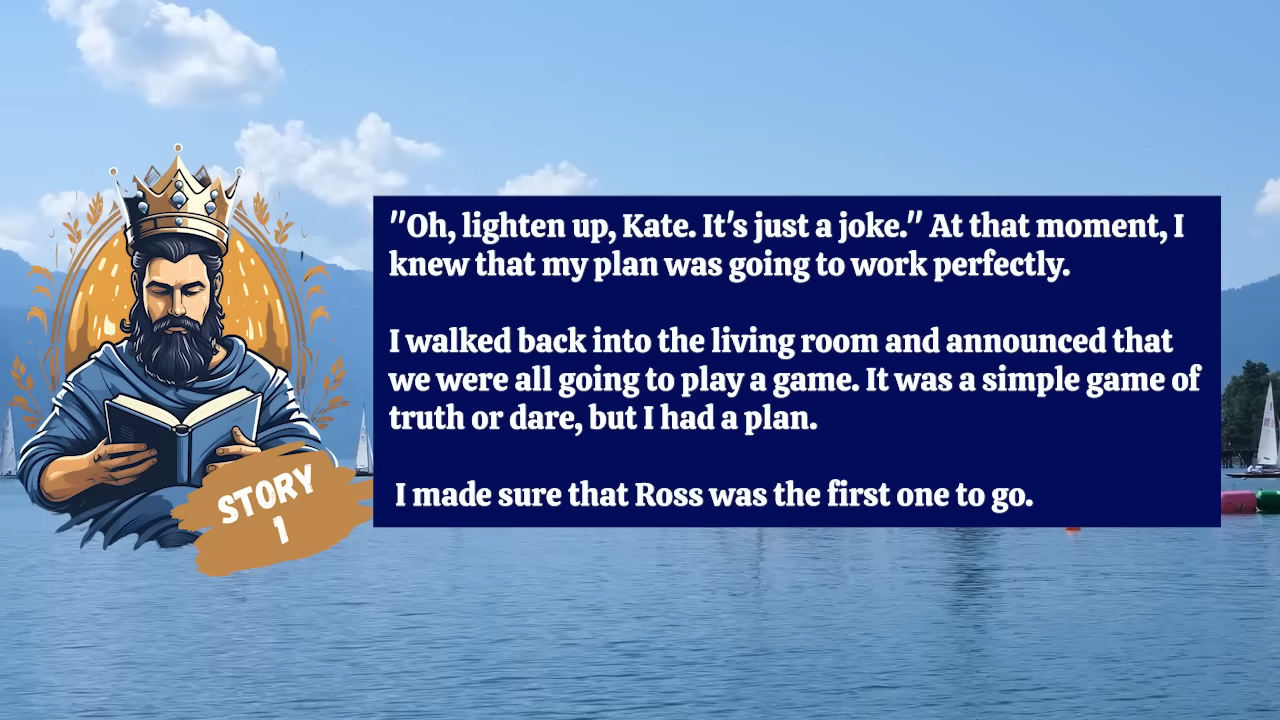 "Oh, lighten up, Kate. It's just a joke." At that moment, I
knew that my plan was going to work perfectly.
I walked back into the living room and announced that
we were all going to play a game. It was a simple game of
truth or dare, but I had a plan.
I made sure that Ross was the first one to go.
STORY
1